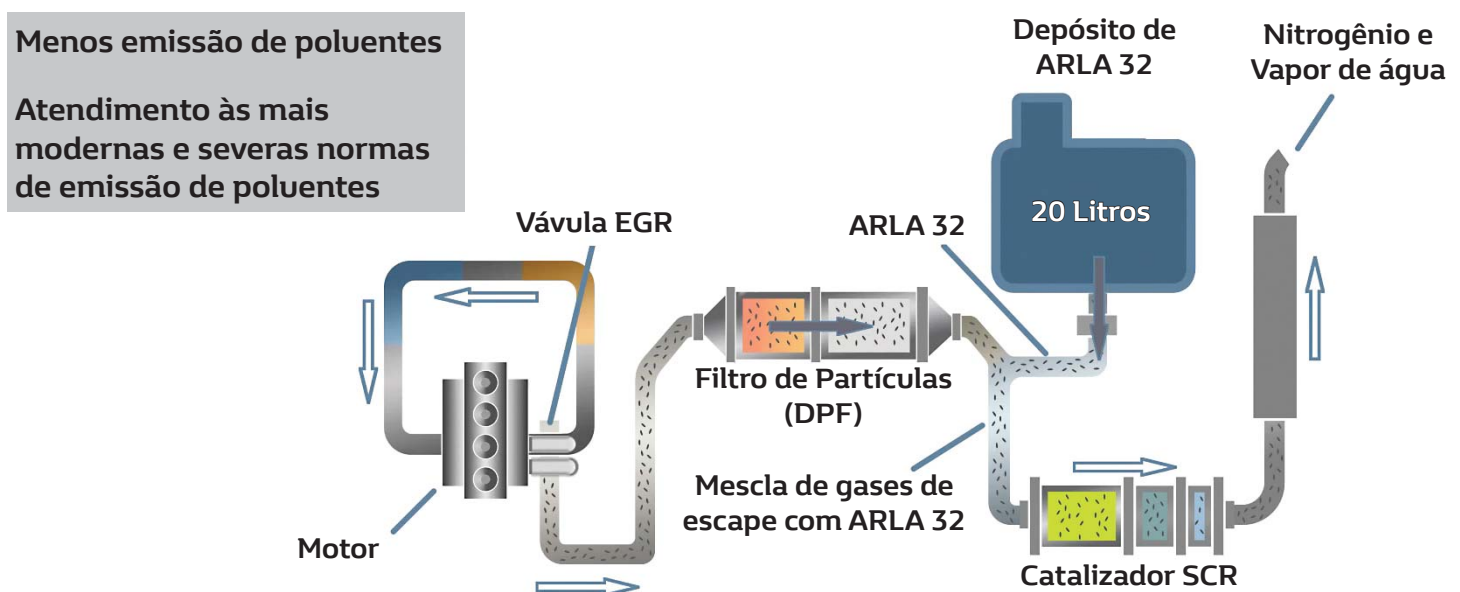 Menos emissão de poluentes
Atendimento às mais
modernas e severas normas
de emissão de poluentes
Depósito de
ARLA 32
Nitrogênio e
Vapor de água
20 Litros
Vávula EGR
ARLA 32
Filtro de Partículas
(DPF)
Mescla de gases de
escape com ARLA 32
Motor
Catalizador SCR